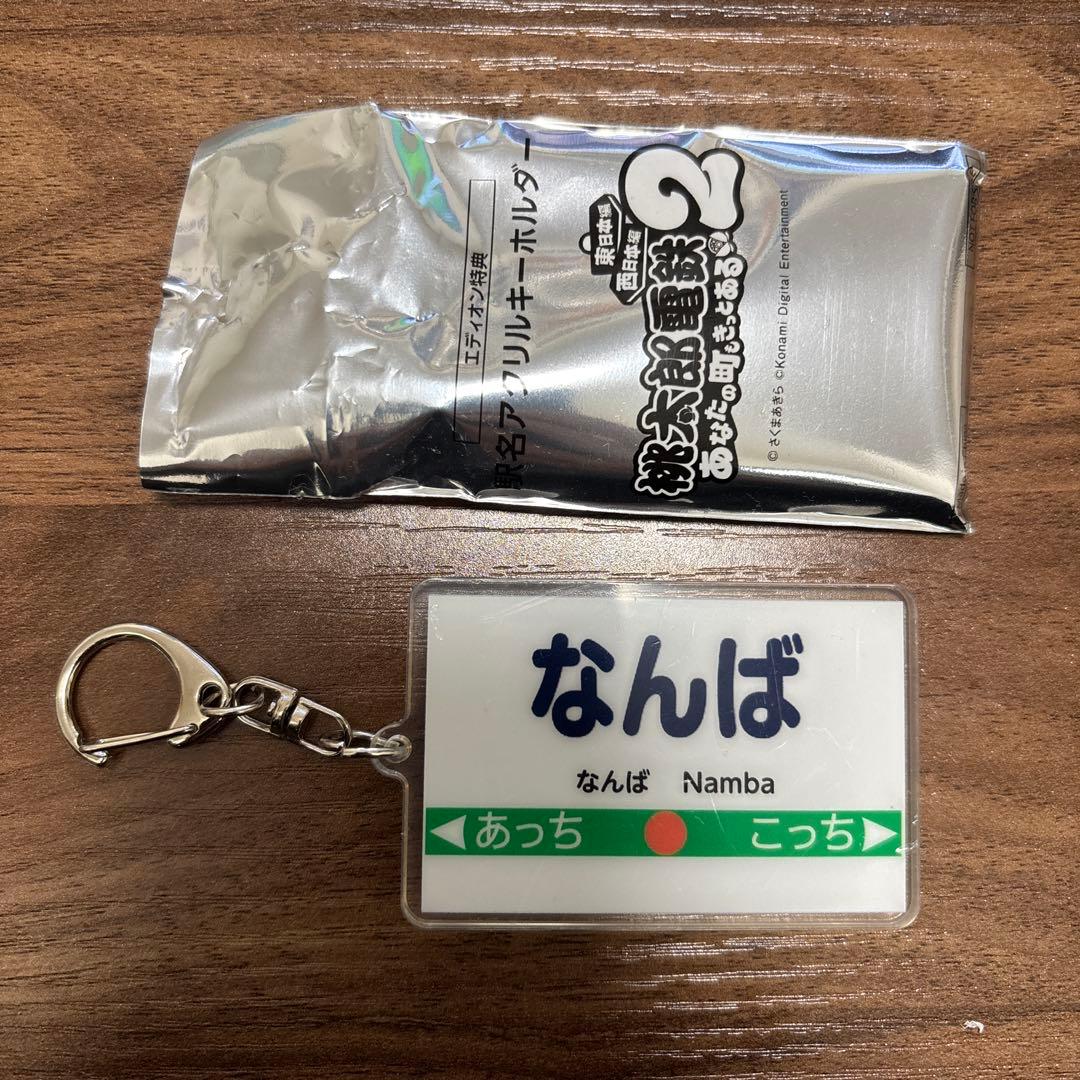 エディオン特典
駅名アクリルキーホルダー
東日本編
西日本編
桃太郎電鉄2
あなたの町もきっとある
© さくまあきら ©Konami Digital Entertainment
なんば
なんば Namba
あっち
こっち